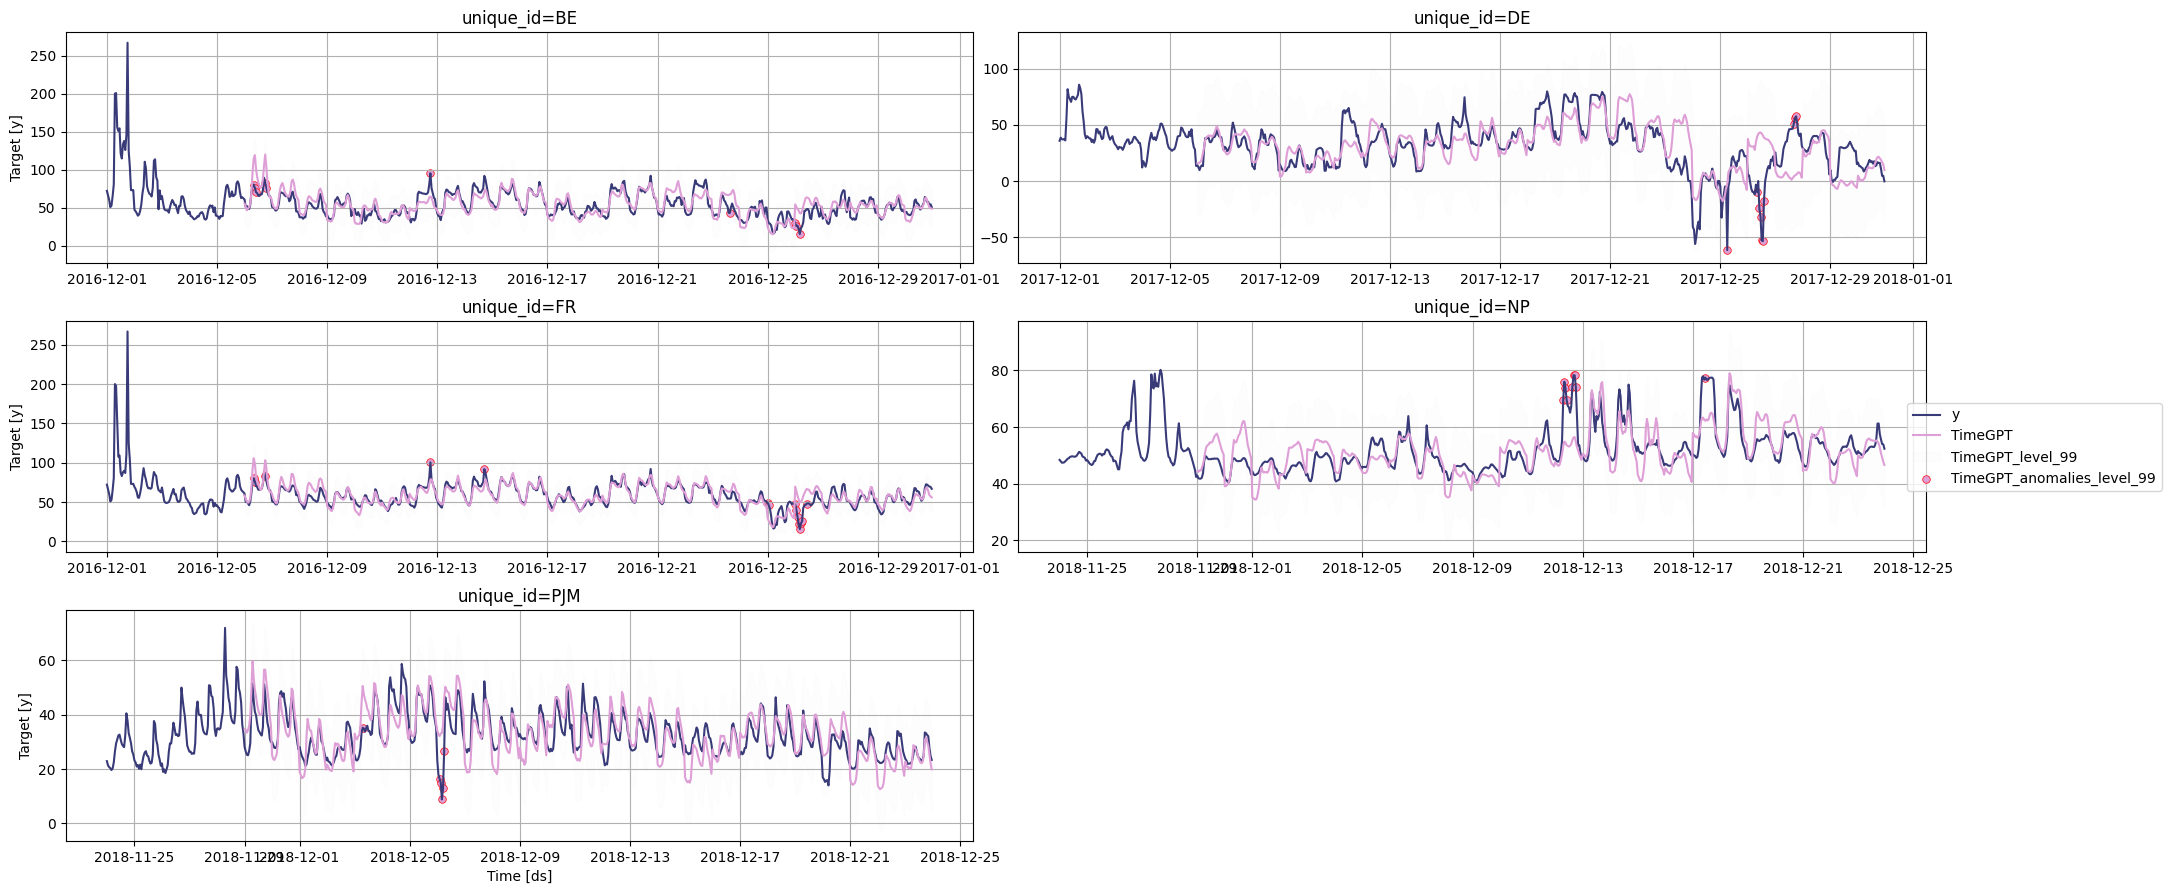 unique_id=BE
unique_id=DE
250
200
150
100
50
0
Target [y]
100
50
0
−50
2016-12-01 2016-12-05 2016-12-09 2016-12-13 2016-12-17 2016-12-21 2016-12-25 2016-12-29 2017-01-01
2017-12-01 2017-12-05 2017-12-09 2017-12-13 2017-12-17 2017-12-21 2017-12-25 2017-12-29 2018-01-01
unique_id=FR
unique_id=NP
250
200
150
100
50
0
Target [y]
80
60
40
20
2016-12-01 2016-12-05 2016-12-09 2016-12-13 2016-12-17 2016-12-21 2016-12-25 2016-12-29 2017-01-01
2018-11-25 2018-11-29 2018-12-01 2018-12-05 2018-12-09 2018-12-13 2018-12-17 2018-12-21 2018-12-25
y
TimeGPT
TimeGPT_level_99
TimeGPT_anomalies_level_99
unique_id=PJM
60
40
20
0
Target [y]
2018-11-25 2018-11-29 2018-12-01 2018-12-05 2018-12-09 2018-12-13 2018-12-17 2018-12-21 2018-12-25
Time [ds]